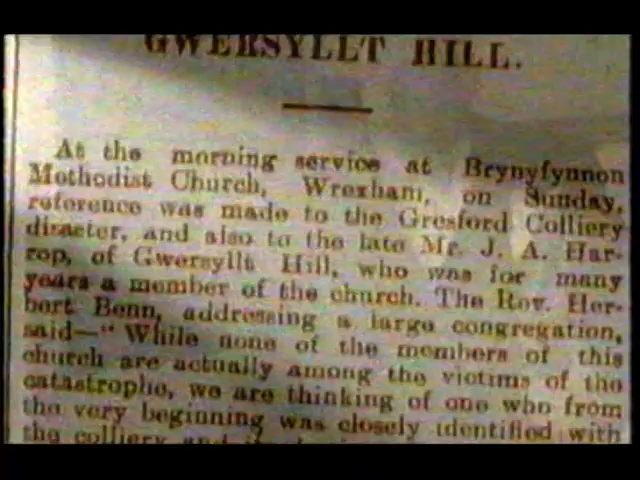 GWERSYLLT HILL.
At the morning service at Brynyfynnon
Methodist Church, Wrexham, on Sunday,
reference was made to the Gresford Colliery
disaster, and also to the late Mr. J. A. Har-
rop, of Gwersyllt Hill, who was for many
years a member of the church. The Rev. Her-
bert Benn, addressing a large congregation,
said—"While none of the members of this
church are actually among the victims of the
catastrophe, we are thinking of one who from
the very beginning was closely identified with
the colliery and